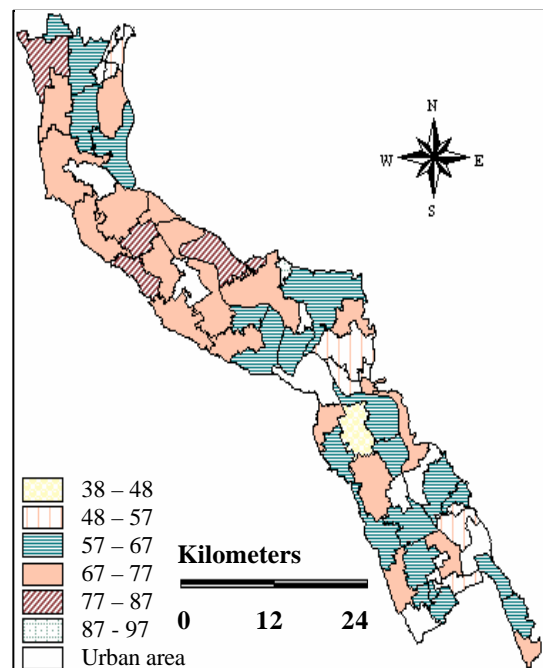 N
W E
S
38 – 48
48 – 57
57 – 67
67 – 77
77 – 87
87 - 97
Urban area
Kilometers
0 12 24